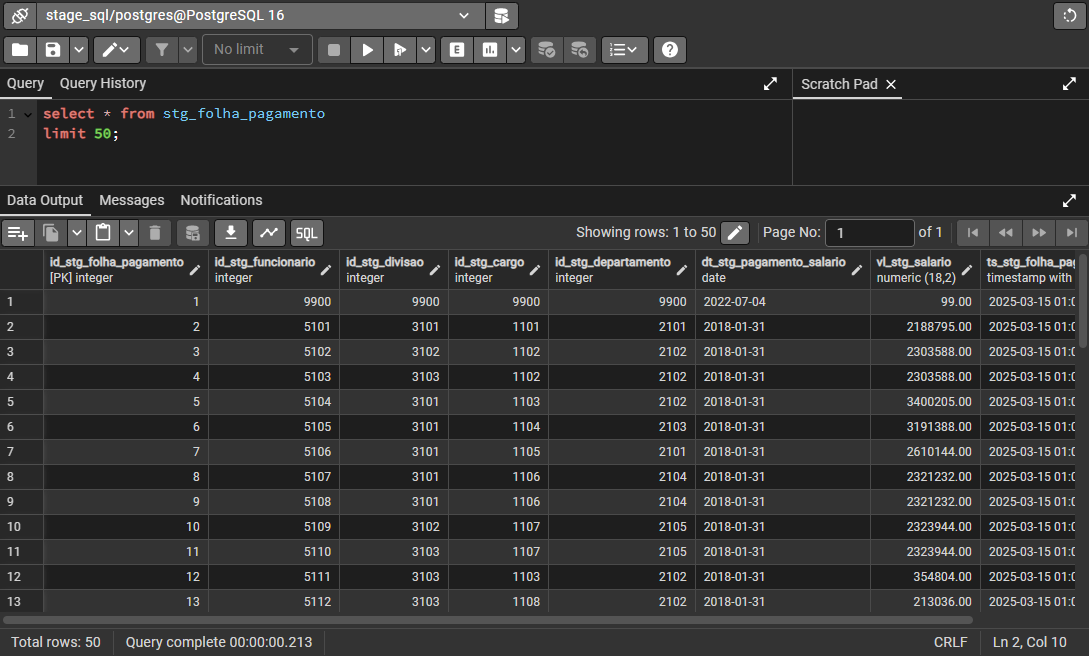 stage_sql/postgres@PostgreSQL 16
No limit
Query Query History
Scratch Pad
1 select * from stg_folha_pagamento
2 limit 50;
Data Output Messages Notifications
SQL Showing rows: 1 to 50 Page No: 1 of 1
id_stg_folha_pagamento id_stg_funcionario id_stg_divisao id_stg_cargo id_stg_departamento dt_stg_pagamento_salario vl_stg_salario ts_stg_folha_pag
[PK] integer integer integer integer integer date numeric (18,2) timestamp with
1 1 9900 9900 9900 9900 2022-07-04 99.00 2025-03-15 01:0
2 2 5101 3101 1101 2101 2018-01-31 2188795.00 2025-03-15 01:0
3 3 5102 3102 1102 2102 2018-01-31 2303588.00 2025-03-15 01:0
4 4 5103 3103 1102 2102 2018-01-31 2303588.00 2025-03-15 01:0
5 5 5104 3101 1103 2102 2018-01-31 3400205.00 2025-03-15 01:0
6 6 5105 3101 1104 2103 2018-01-31 3191388.00 2025-03-15 01:0
7 7 5106 3101 1105 2101 2018-01-31 2610144.00 2025-03-15 01:0
8 8 5107 3101 1106 2104 2018-01-31 2321232.00 2025-03-15 01:0
9 9 5108 3101 1106 2104 2018-01-31 2321232.00 2025-03-15 01:0
10 10 5109 3102 1107 2105 2018-01-31 2323944.00 2025-03-15 01:0
11 11 5110 3103 1107 2105 2018-01-31 2323944.00 2025-03-15 01:0
12 12 5111 3103 1103 2102 2018-01-31 354804.00 2025-03-15 01:0
13 13 5112 3103 1108 2102 2018-01-31 213036.00 2025-03-15 01:0
Total rows: 50 Query complete 00:00:00.213 CRLF Ln 2, Col 10